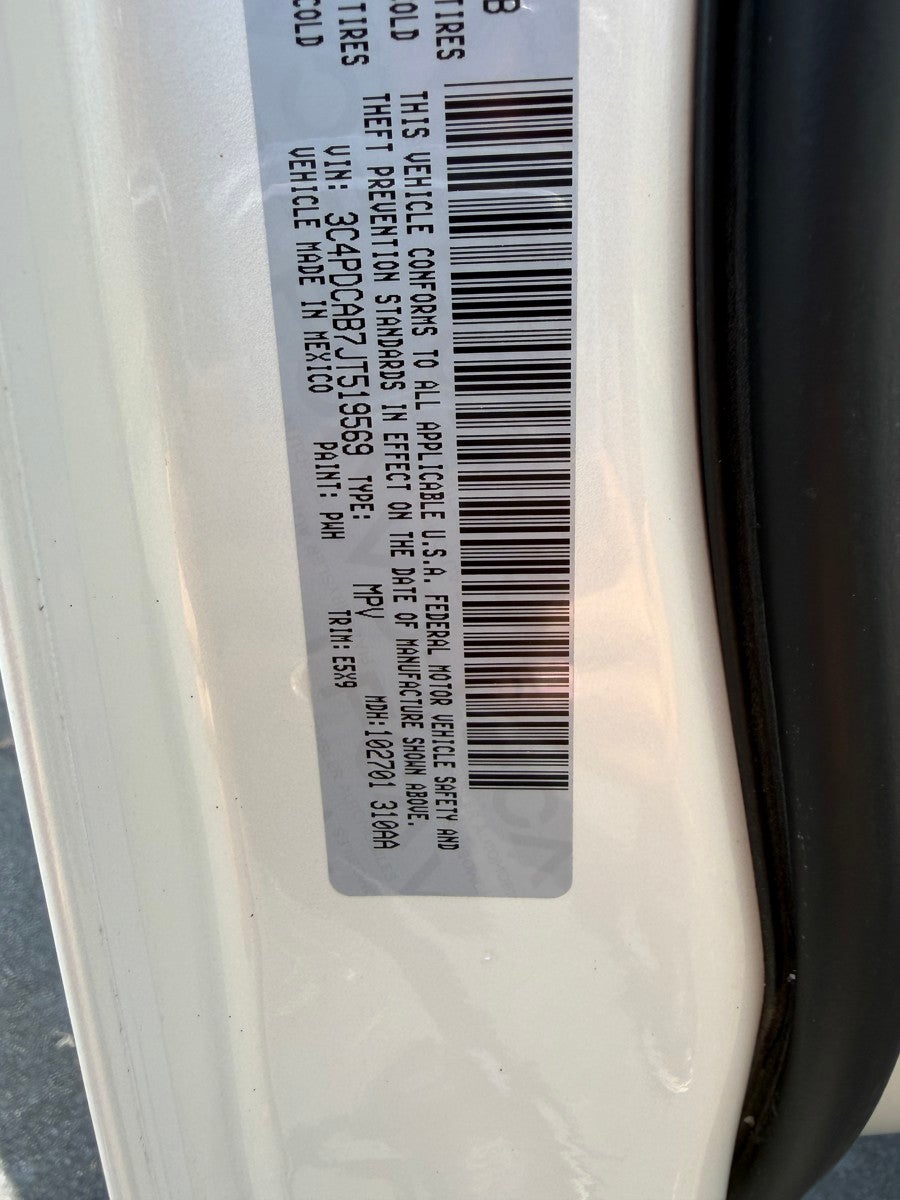 B
TIRES
COLD
TIRES
COLD
THIS VEHICLE CONFORMS TO ALL APPLICABLE U.S.A. FEDERAL MOTOR VEHICLE SAFETY AND
THEFT PREVENTION STANDARDS IN EFFECT ON THE DATE OF MANUFACTURE SHOWN ABOVE.
VIN: 3C4PDCAB7JT519569 TYPE: MPV MDH:102701 310AA
VEHICLE MADE IN MEXICO PAINT: PWH TRIM: E5X9